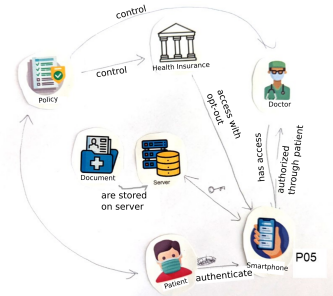 control
control
Health Insurance
Policy
Doctor
access with
opt-out
has access
authorized
through patient
Document
Server
are stored
on server
Patient
authenticate
Smartphone
P05